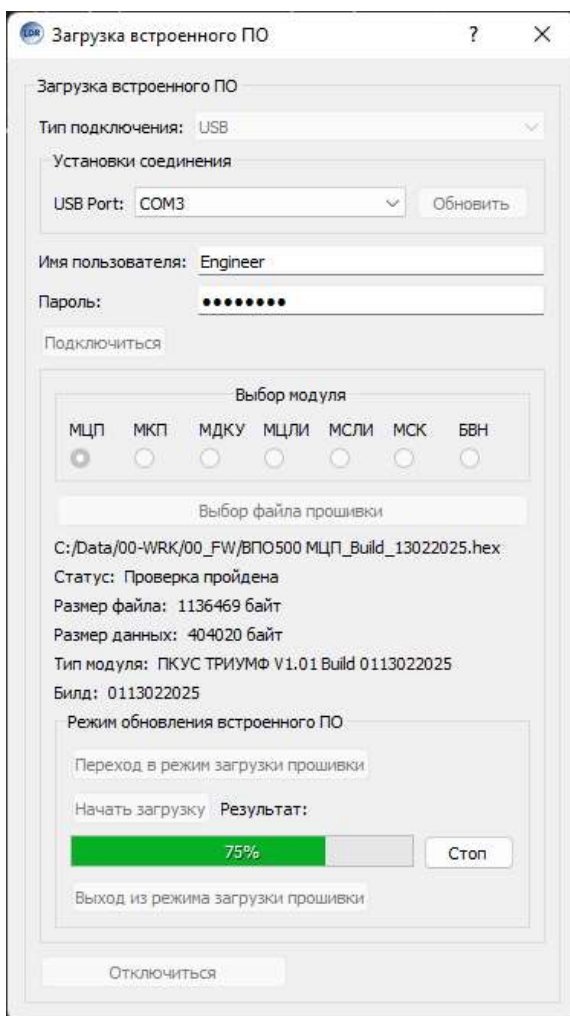 LDR Загрузка встроенного ПО ? X
Загрузка встроенного ПО
Тип подключения: USB
Установки соединения
USB Port: COM3 Обновить
Имя пользователя: Engineer
Пароль: ●●●●●●●●
Подключиться
Выбор модуля
МЦП МКП МДКУ МЦЛИ МСЛИ МСК БВН
Выбор файла прошивки
C:/Data/00-WRK/00_FW/ВПО500 МЦП_Build_13022025.hex
Статус: Проверка пройдена
Размер файла: 1136469 байт
Размер данных: 404020 байт
Тип модуля: ПКУС ТРИУМФ V1.01 Build 0113022025
Билд: 0113022025
Режим обновления встроенного ПО
Переход в режим загрузки прошивки
Начать загрузку Результат:
75% Стоп
Выход из режима загрузки прошивки
Отключиться